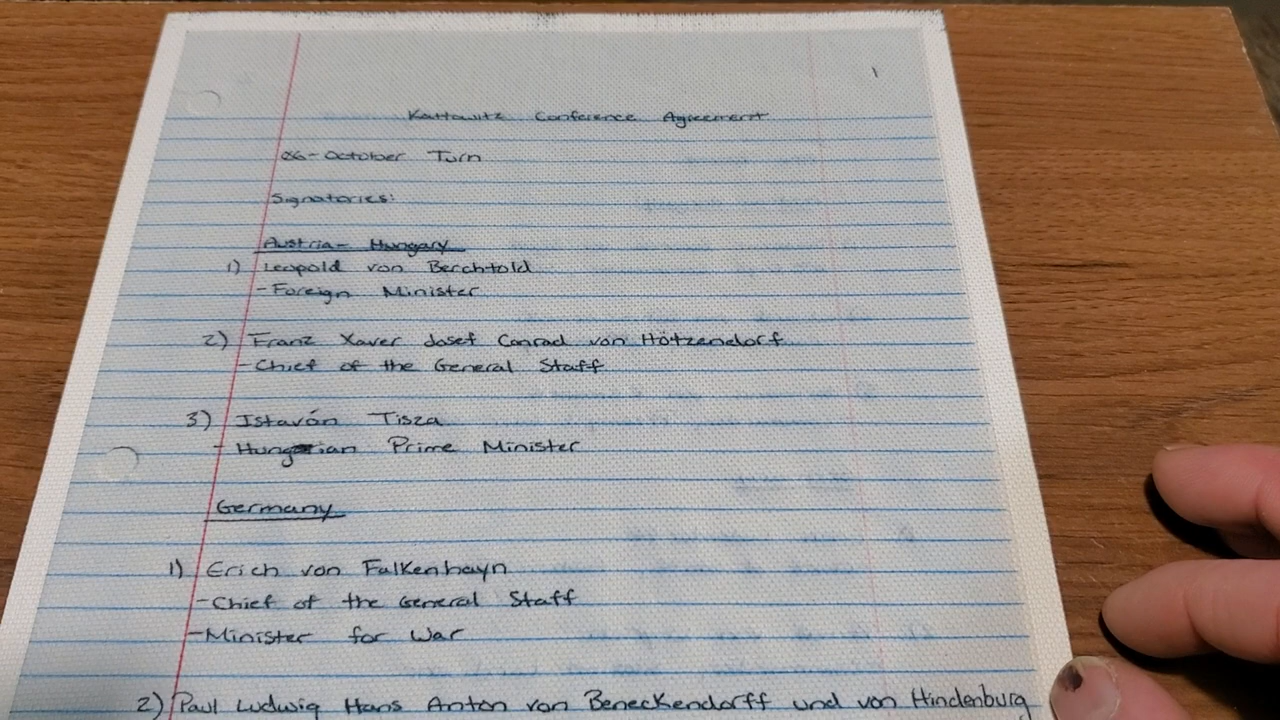 1
Kattowitz Conference Agreement
06-October Turn
Signatories:
Austria- Hungary
1) Leopold von Berchtold
-Foreign Minister
2) Franz Xaver Josef Conrad von Hötzendorf
-Chief of the General Staff
3) Istaván Tisza
- Hungarian Prime Minister
Germany
1) Erich von Falkenhayn
-Chief of the General Staff
-Minister for War
2) Paul Ludwig Hans Anton von Beneckendorff und von Hindenburg